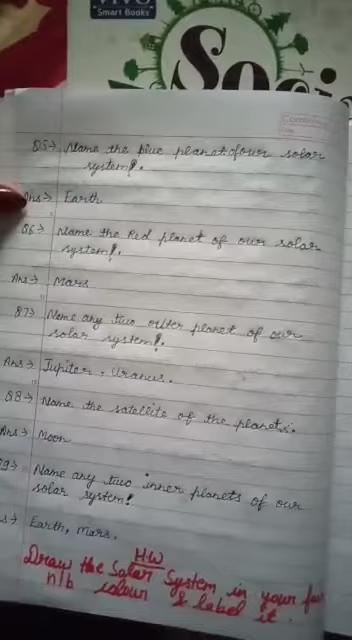 VIVO
Smart Books
Soci
Q5→ Name the blue planet of our solar
system?.
Ans→ Earth
Q6→ Name the Red planet of our solar
system?.
Ans→ Mars
Q7→ Name any two outer planet of our
solar system?.
Ans→ Jupiter, Uranus.
Q8→ Name the satellite of the planets.
Ans→ Moon
Q9→ Name any two inner planets of our
solar system?
s→ Earth, Mars.
H.W
Draw the Solar System in your
n/b colour & label it.